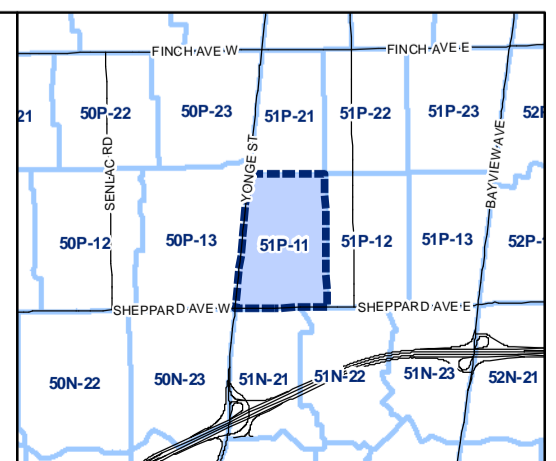 FINCH AVE W
FINCH AVE E
21
50P-22
50P-23
51P-21
51P-22
51P-23
52P
SENLAC RD
YONGE ST
BAYVIEW AVE
50P-12
50P-13
51P-11
51P-12
51P-13
52P-
SHEPPARD AVE W
SHEPPARD AVE E
50N-22
50N-23
51N-21
51N-22
51N-23
52N-21